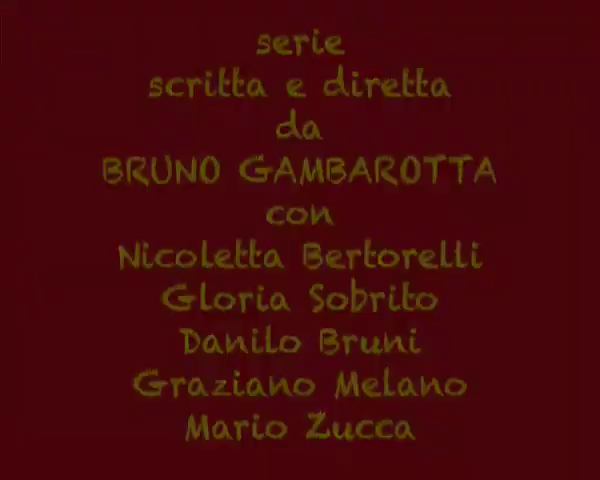 serie
scritta e diretta
da
BRUNO GAMBAROTTA
con
Nicoletta Bertorelli
Gloria Sobrito
Danilo Bruni
Graziano Melano
Mario Zucca